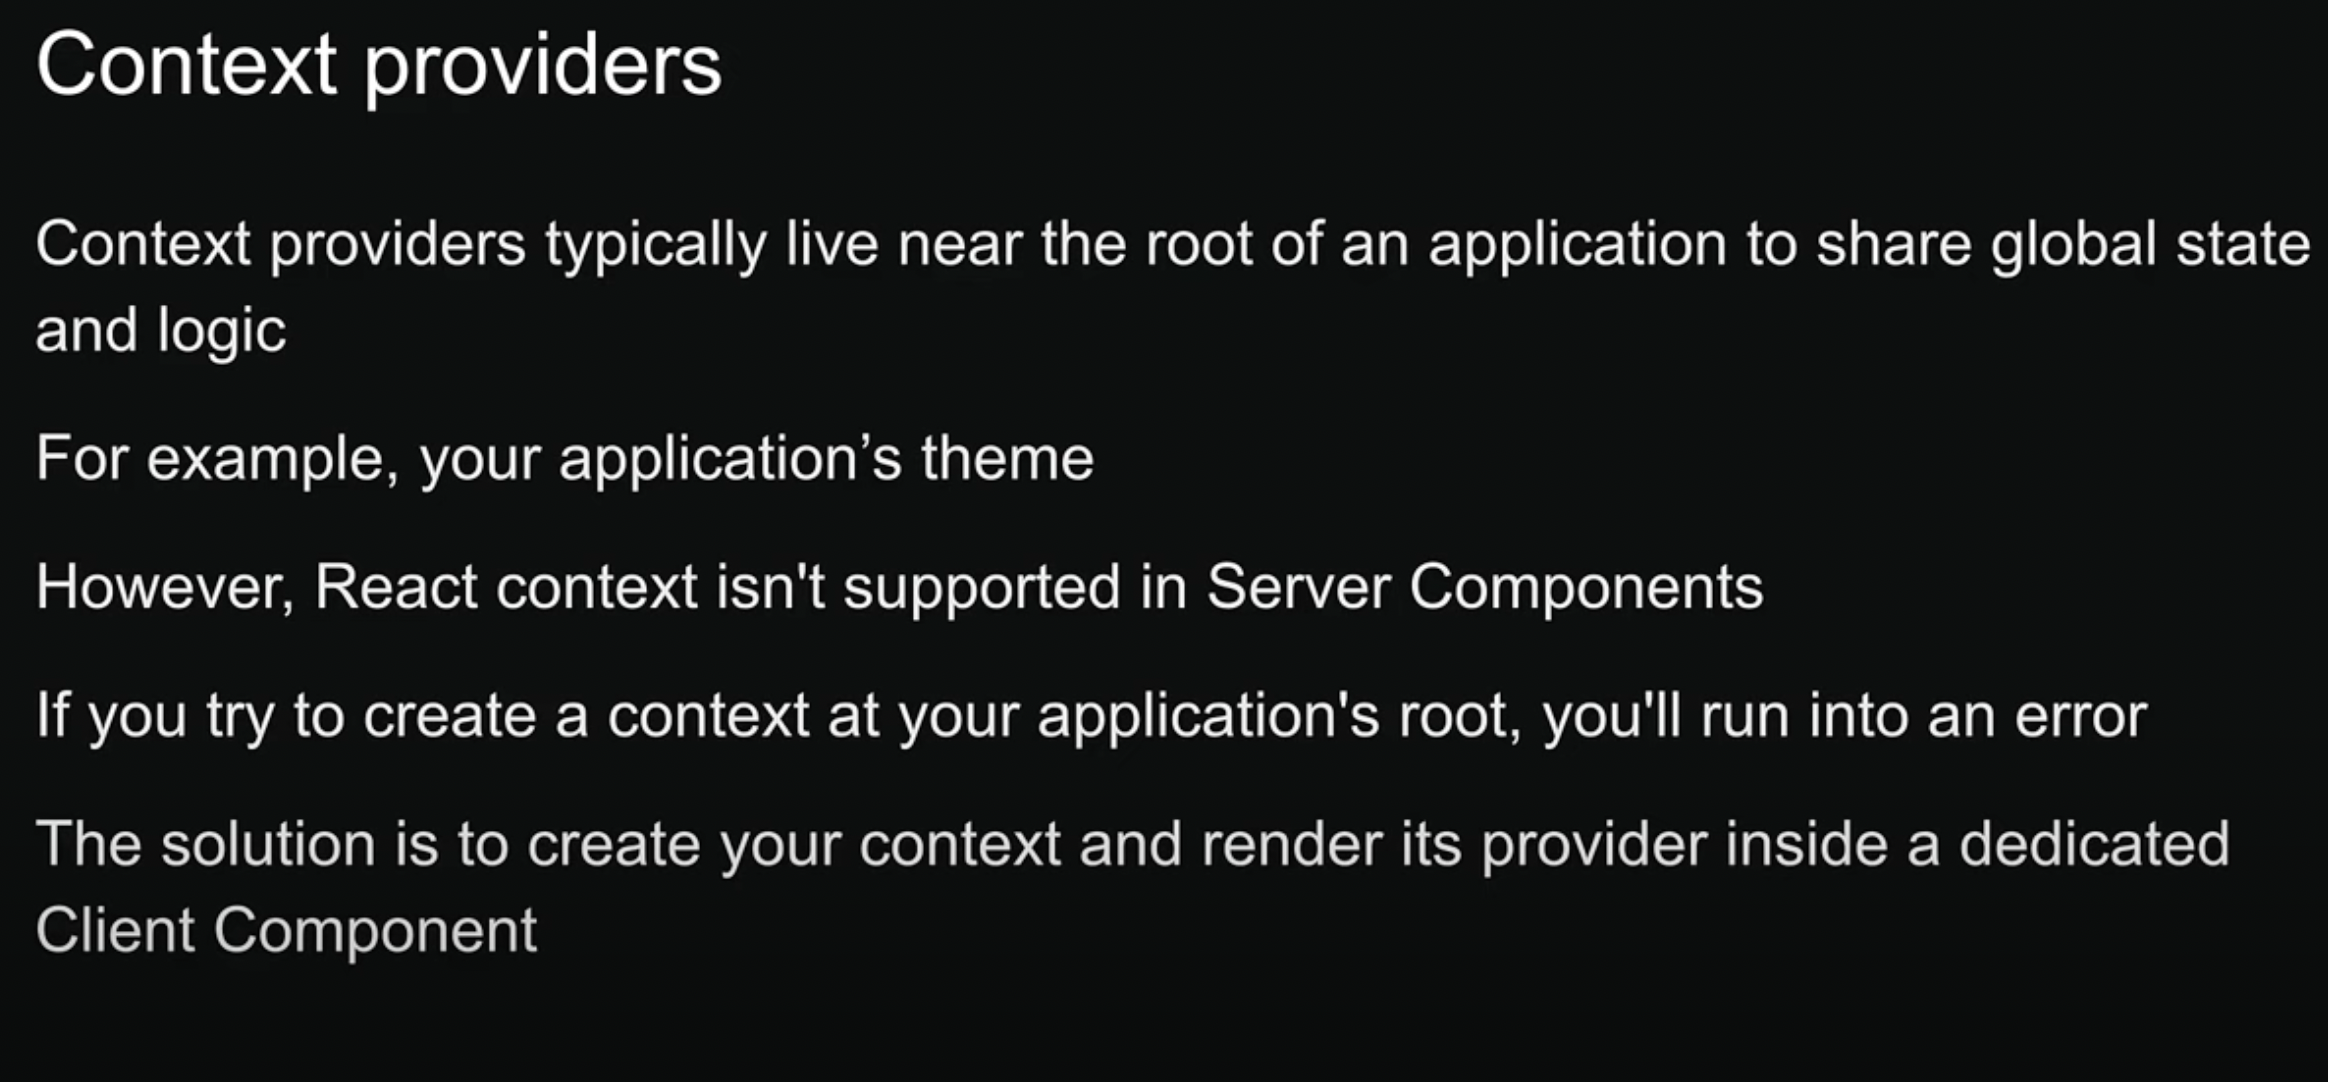 Context providers
Context providers typically live near the root of an application to share global state
and logic
For example, your application’s theme
However, React context isn't supported in Server Components
If you try to create a context at your application's root, you'll run into an error
The solution is to create your context and render its provider inside a dedicated
Client Component